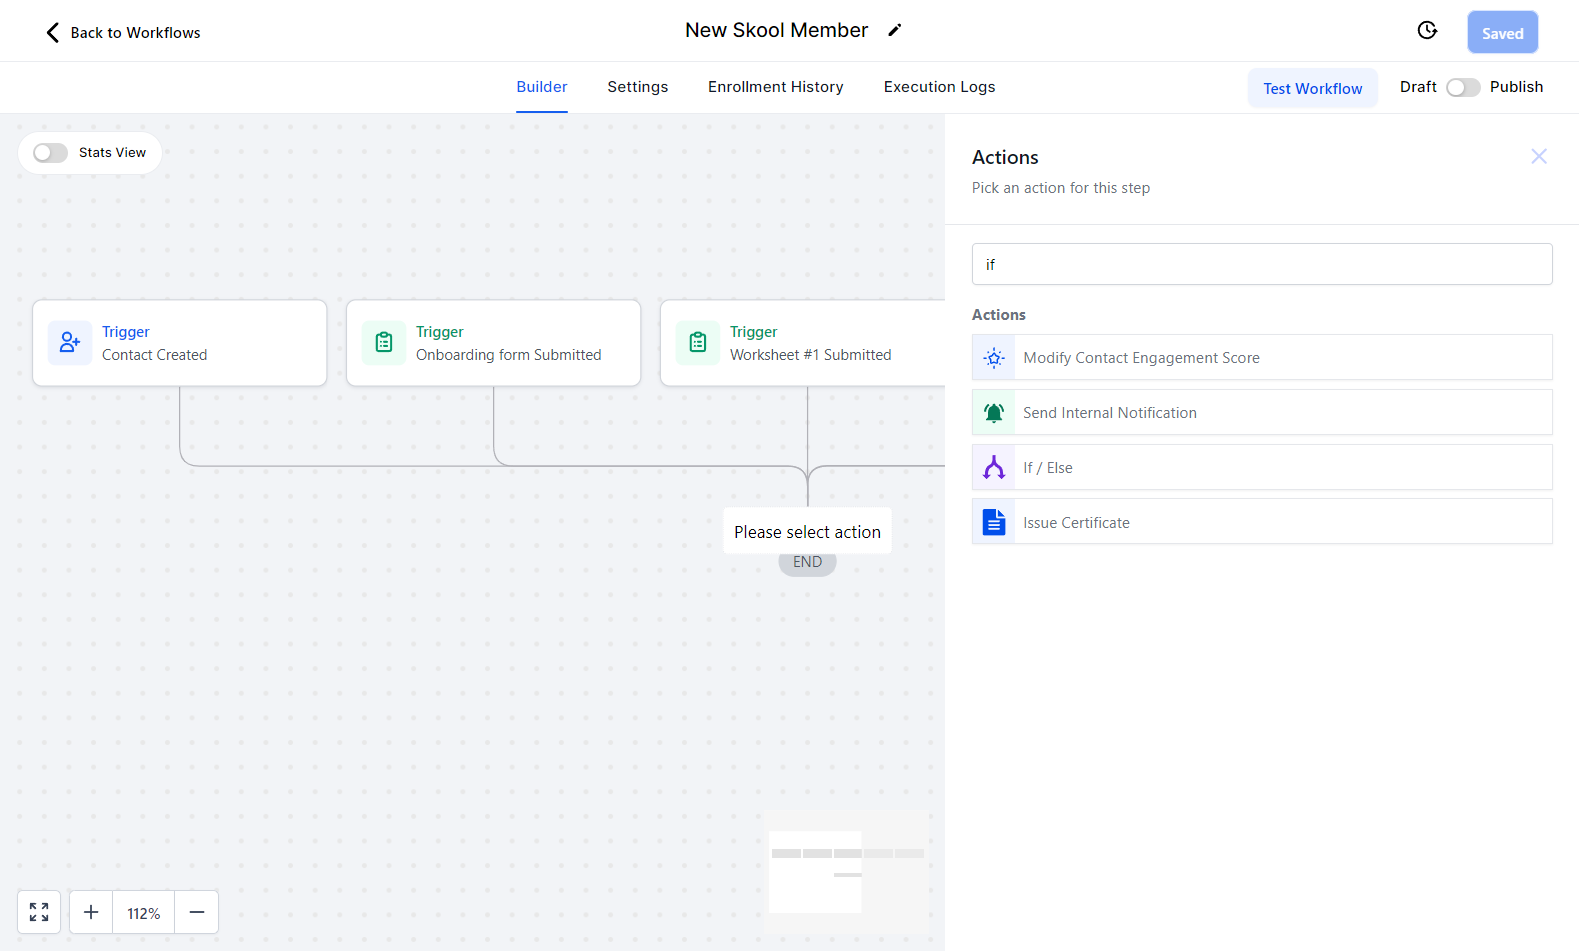 Back to Workflows
New Skool Member
Saved
Builder
Settings
Enrollment History
Execution Logs
Test Workflow
Draft
Publish
Stats View
Trigger
Contact Created
Trigger
Onboarding form Submitted
Trigger
Worksheet #1 Submitted
Please select action
END
112%
Actions
Pick an action for this step
if
Actions
Modify Contact Engagement Score
Send Internal Notification
If / Else
Issue Certificate